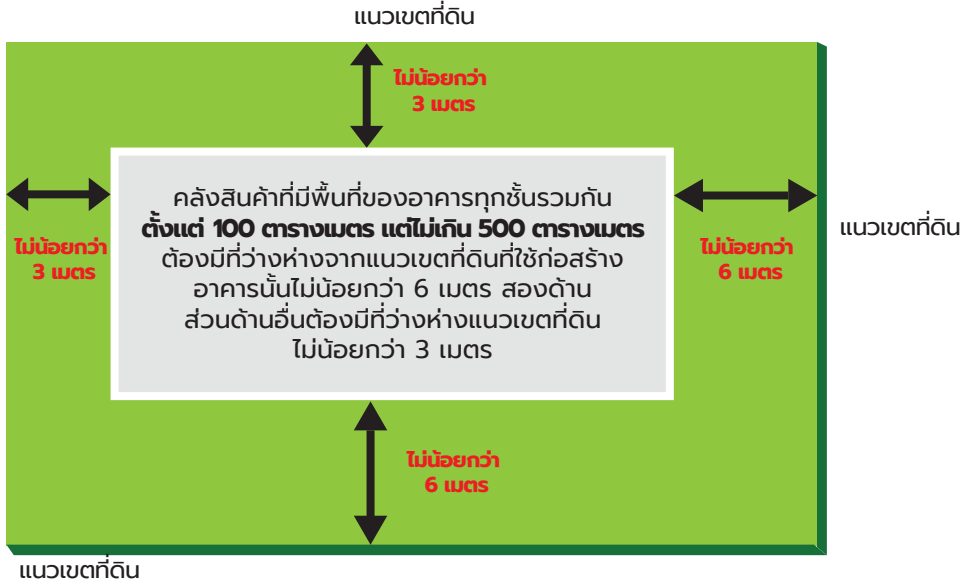 แนวเขตที่ดิน
ไม่น้อยกว่า
3 เมตร
คลังสินค้าที่มีพื้นที่ของอาคารทุกชั้นรวมกัน
ตั้งแต่ 100 ตารางเมตร แต่ไม่เกิน 500 ตารางเมตร
ต้องมีที่ว่างห่างจากแนวเขตที่ดินที่ใช้ก่อสร้าง
อาคารนั้นไม่น้อยกว่า 6 เมตร สองด้าน
ส่วนด้านอื่นต้องมีที่ว่างห่างแนวเขตที่ดิน
ไม่น้อยกว่า 3 เมตร
ไม่น้อยกว่า
3 เมตร
ไม่น้อยกว่า
6 เมตร
แนวเขตที่ดิน
ไม่น้อยกว่า
6 เมตร
แนวเขตที่ดิน